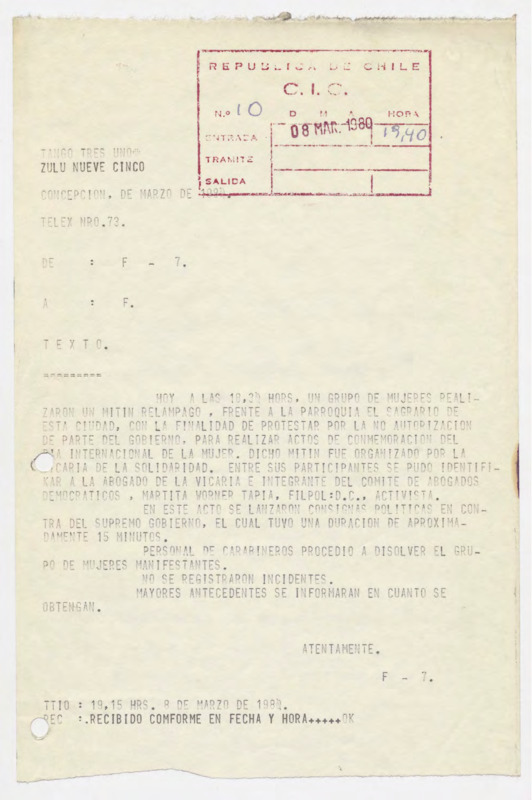 REPUBLICA DE CHILE
C. I. C.
N.º 10 D M A HORA
ENTRADA 08 MAR. 1980 19,40
TRAMITE
SALIDA
TANGO TRES UNO
ZULU NUEVE CINCO
CONCEPCION, DE MARZO DE
TELEX NRO.73.
DE : F - 7.
A : F.
T E X T O.
=========
HOY A LAS HORS, UN GRUPO DE MUJERES REALI-
ZARON UN MITIN RELAMPAGO, FRENTE A LA PARROQUIA EL SAGRARIO DE
ESTA CIUDAD, CON LA FINALIDAD DE PROTESTAR POR LA NO AUTORIZACION
DE PARTE DEL GOBIERNO, PARA REALIZAR ACTOS DE CONMEMORACION DEL
DIA INTERNACIONAL DE LA MUJER. DICHO MITIN FUE ORGANIZADO POR LA
VICARIA DE LA SOLIDARIDAD. ENTRE SUS PARTICIPANTES SE PUDO IDENTIFI-
KAR A LA ABOGADO DE LA VICARIA E INTEGRANTE DEL COMITE DE ABOGADOS
DEMOCRATICOS , MARTITA VORNER TAPIA, FILPOL:D.C., ACTIVISTA.
EN ESTE ACTO SE LANZARON CONSIGNAS POLITICAS EN CON-
TRA DEL SUPREMO GOBIERNO, EL CUAL TUVO UNA DURACION DE APROXIMA-
DAMENTE 15 MINUTOS.
PERSONAL DE CARABINEROS PROCEDIO A DISOLVER EL GRU-
PO DE MUJERES MANIFESTANTES.
NO SE REGISTRARON INCIDENTES.
MAYORES ANTECEDENTES SE INFORMARAN EN CUANTO SE
OBTENGAN.
ATENTAMENTE.
F - 7.
TTIO : 19,15 HRS. 8 DE MARZO DE
REC :.RECIBIDO COMFORME EN FECHA Y HORA+++++OK